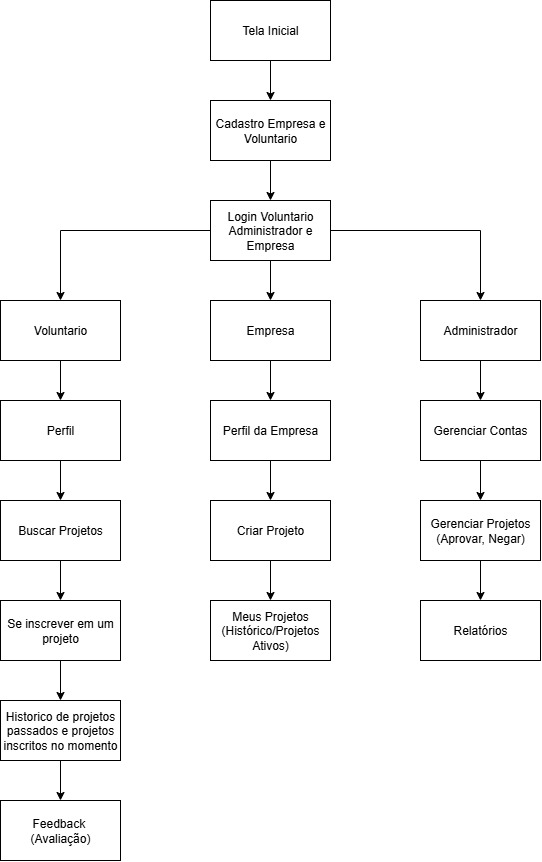 Tela Inicial
Cadastro Empresa e
Voluntario
Login Voluntario
Administrador e
Empresa
Voluntario
Empresa
Administrador
Perfil
Perfil da Empresa
Gerenciar Contas
Buscar Projetos
Criar Projeto
Gerenciar Projetos
(Aprovar, Negar)
Se inscrever em um
projeto
Meus Projetos
(Histórico/Projetos
Ativos)
Relatórios
Historico de projetos
passados e projetos
inscritos no momento
Feedback
(Avaliação)